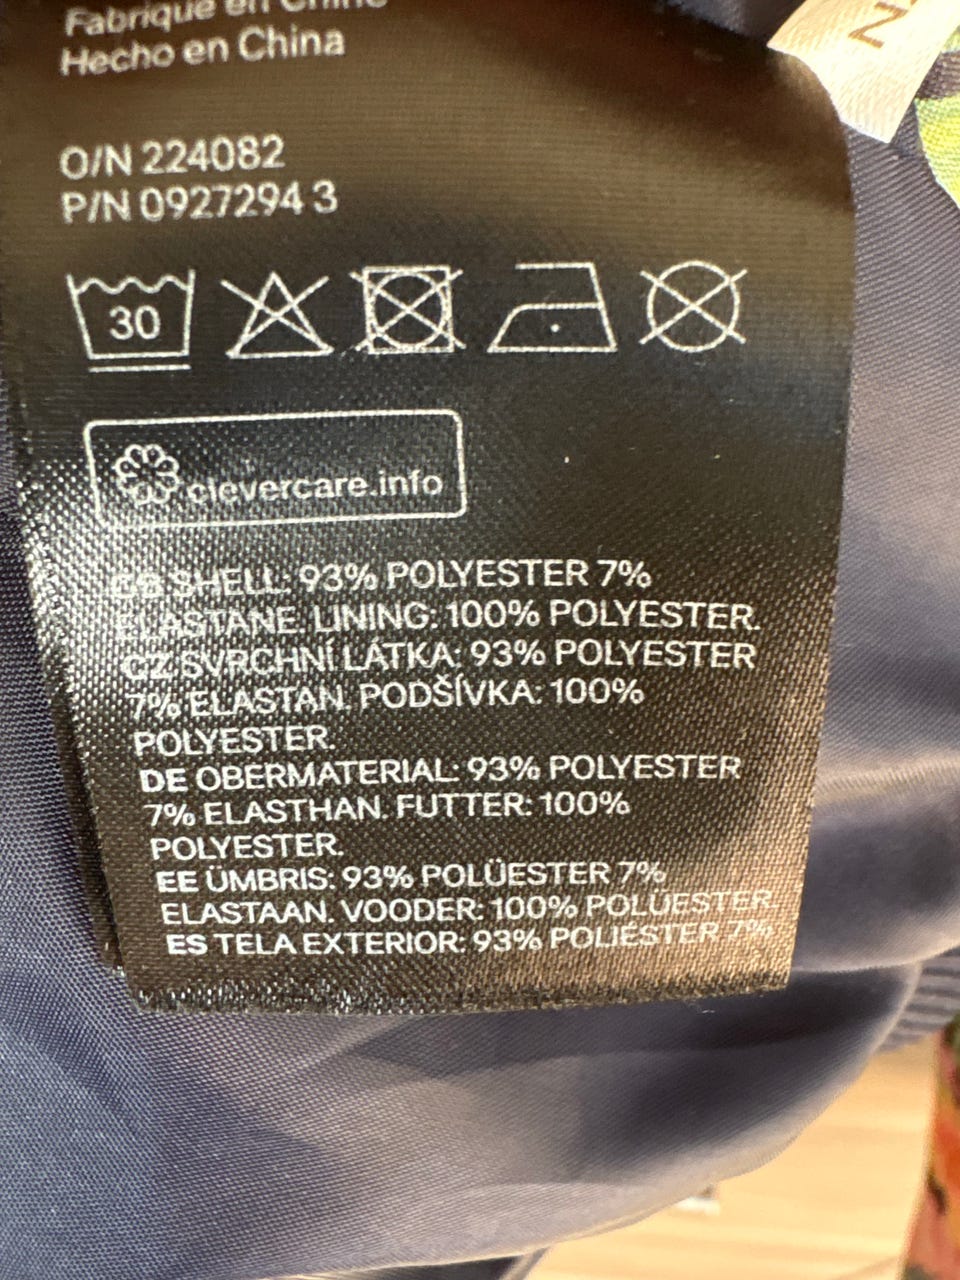 Fabriqué en Chine
Hecho en China
O/N 224082
P/N 0927294 3
30
clevercare.info
GB SHELL: 93% POLYESTER 7%
ELASTANE. LINING: 100% POLYESTER.
CZ SVRCHNÍ LÁTKA: 93% POLYESTER
7% ELASTAN. PODŠÍVKA: 100%
POLYESTER.
DE OBERMATERIAL: 93% POLYESTER
7% ELASTHAN. FUTTER: 100%
POLYESTER.
EE ÜMBRIS: 93% POLÜESTER 7%
ELASTAAN. VOODER: 100% POLÜESTER.
ES TELA EXTERIOR: 93% POLIÉSTER 7%